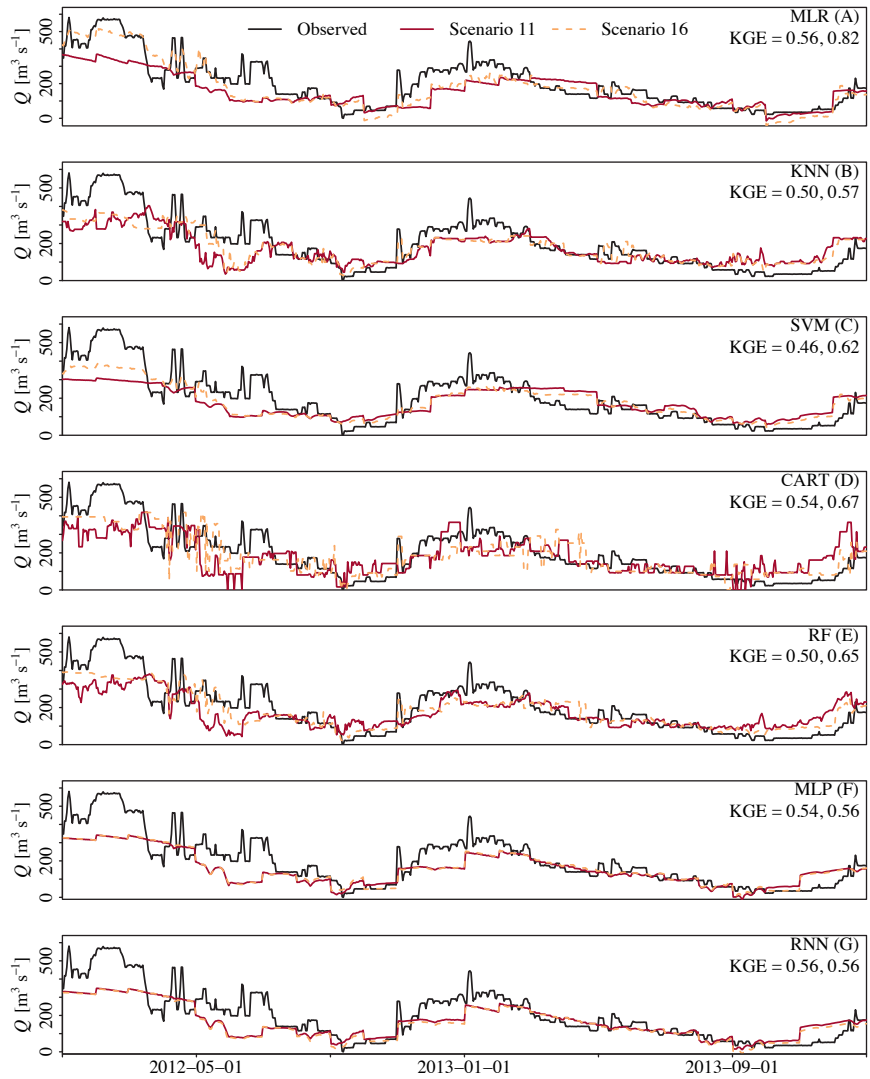 Observed Scenario 11 Scenario 16
MLR (A)
KGE = 0.56, 0.82
Q [m³ s⁻¹]
0 200 500
KNN (B)
KGE = 0.50, 0.57
Q [m³ s⁻¹]
0 200 500
SVM (C)
KGE = 0.46, 0.62
Q [m³ s⁻¹]
0 200 500
CART (D)
KGE = 0.54, 0.67
Q [m³ s⁻¹]
0 200 500
RF (E)
KGE = 0.50, 0.65
Q [m³ s⁻¹]
0 200 500
MLP (F)
KGE = 0.54, 0.56
Q [m³ s⁻¹]
0 200 500
RNN (G)
KGE = 0.56, 0.56
Q [m³ s⁻¹]
0 200 500
2012−05−01 2013−01−01 2013−09−01